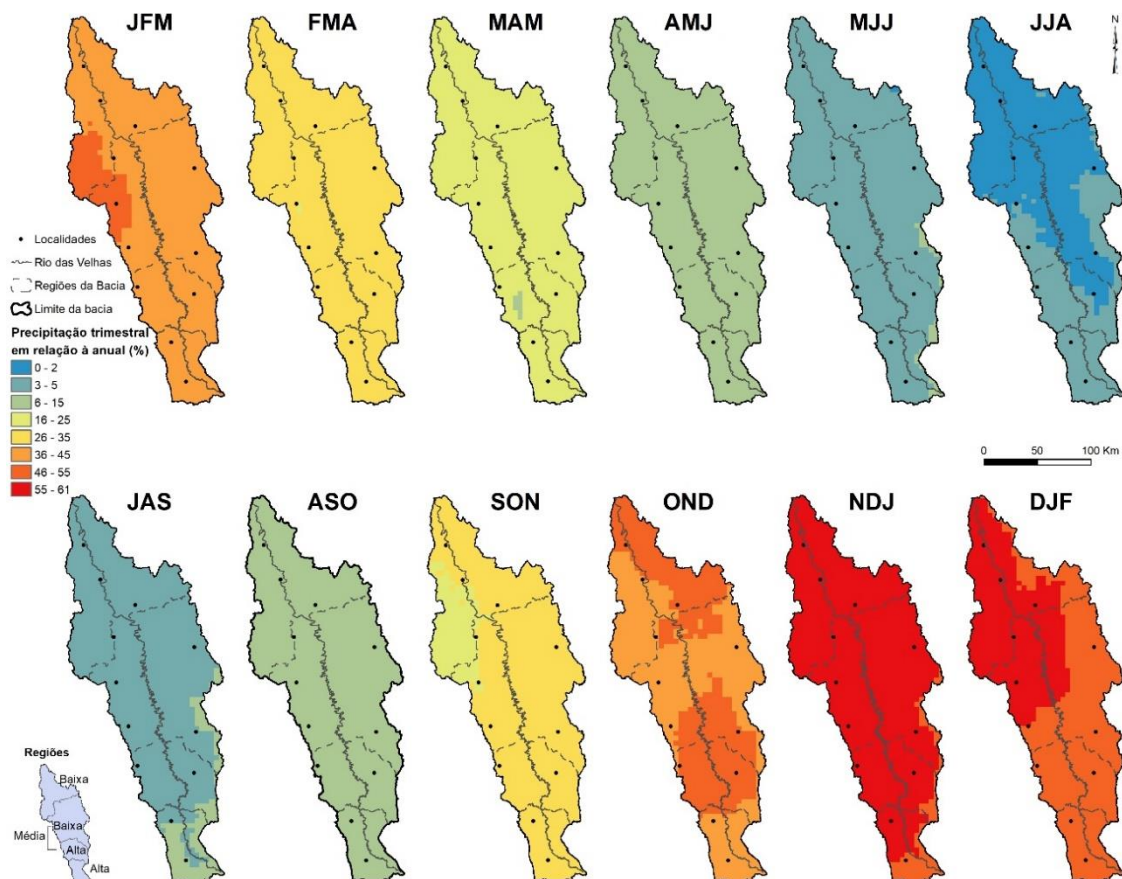 JFM
FMA
MAM
AMJ
MJJ
JJA
N
Localidades
Rio das Velhas
Regiões da Bacia
Limite da bacia
Precipitação trimestral
em relação à anual (%)
0 - 2
3 - 5
6 - 15
16 - 25
26 - 35
36 - 45
46 - 55
55 - 61
0 50 100 Km
JAS
ASO
SON
OND
NDJ
DJF
Regiões
Baixa
Baixa
Média
Alta
Alta